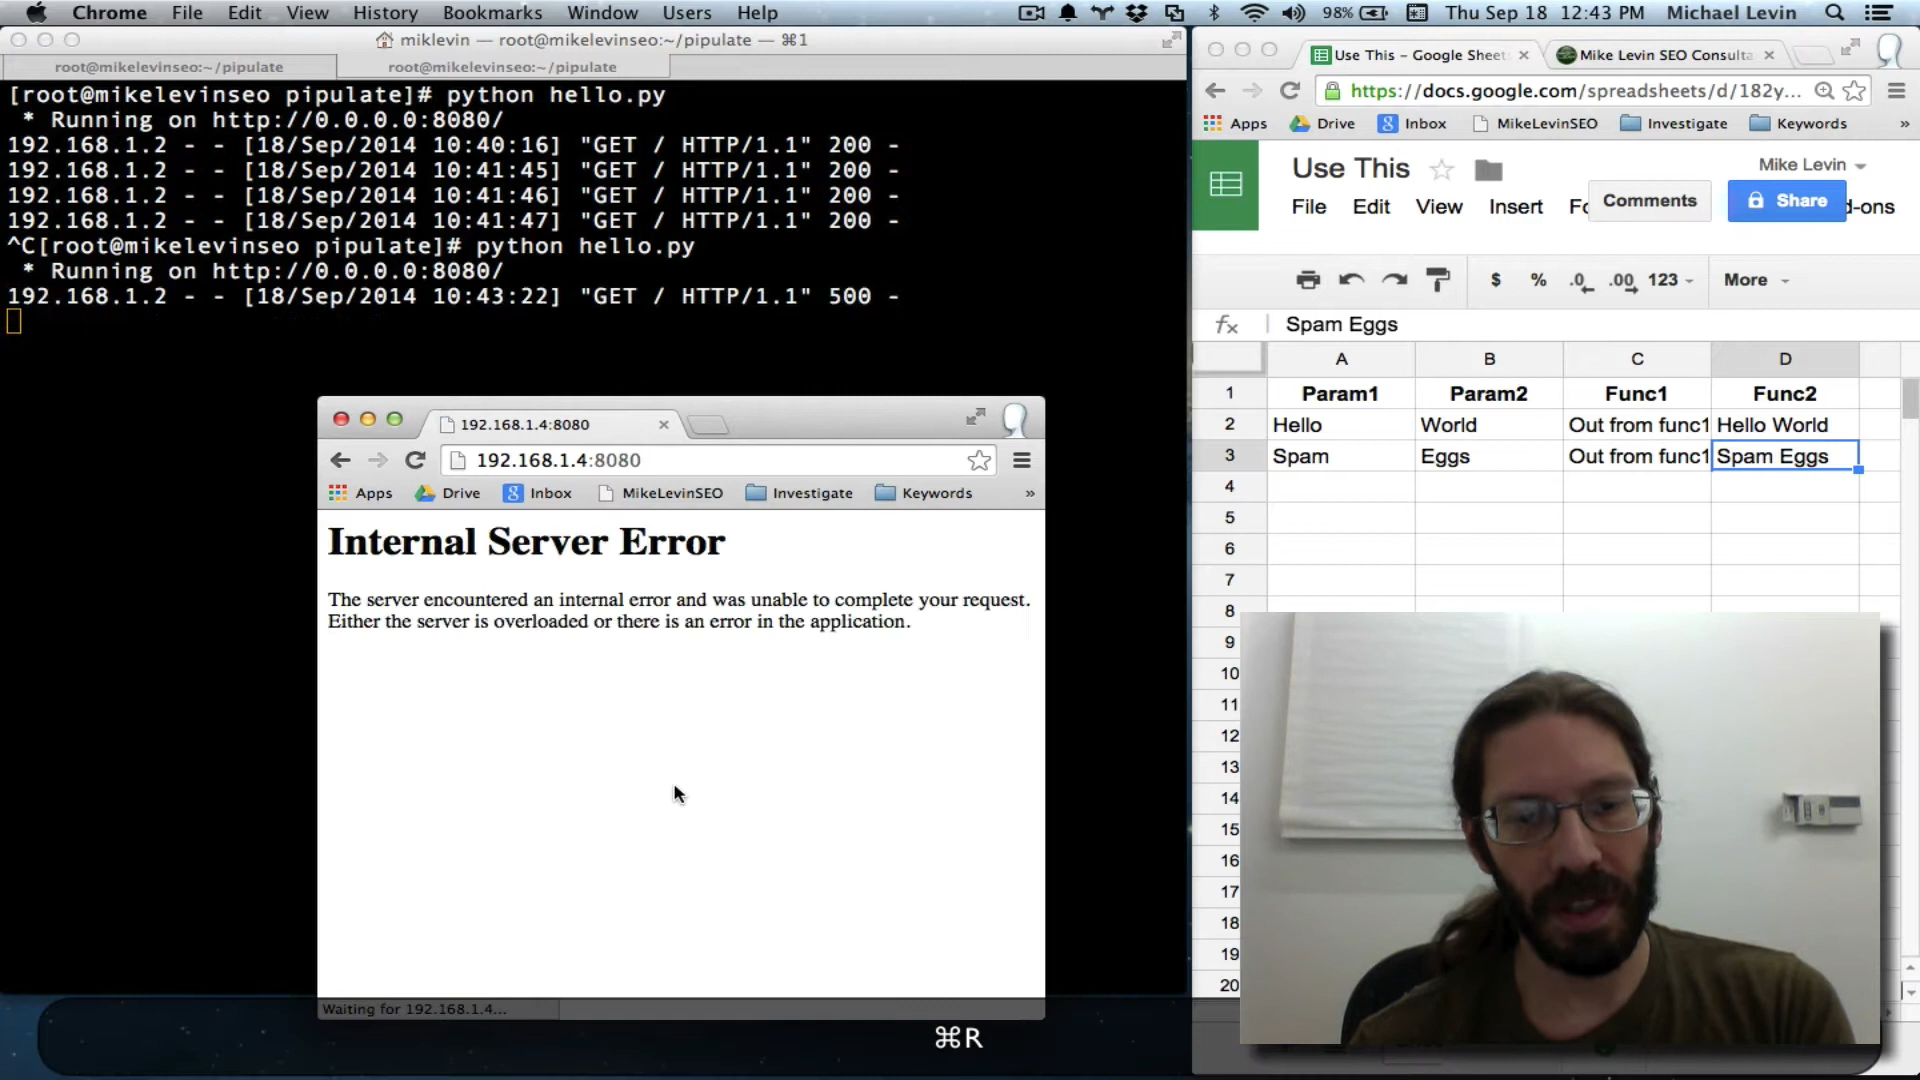 Chrome File Edit View History Bookmarks Window Users Help 98% Thu Sep 18 12:43 PM Michael Levin
miklevin — root@mikelevinseo:~/pipulate — ⌘1
root@mikelevinseo:~/pipulate root@mikelevinseo:~/pipulate
[root@mikelevinseo pipulate]# python hello.py
* Running on http://0.0.0.0:8080/
192.168.1.2 - - [18/Sep/2014 10:40:16] "GET / HTTP/1.1" 200 -
192.168.1.2 - - [18/Sep/2014 10:41:45] "GET / HTTP/1.1" 200 -
192.168.1.2 - - [18/Sep/2014 10:41:46] "GET / HTTP/1.1" 200 -
192.168.1.2 - - [18/Sep/2014 10:41:47] "GET / HTTP/1.1" 200 -
^C[root@mikelevinseo pipulate]# python hello.py
* Running on http://0.0.0.0:8080/
192.168.1.2 - - [18/Sep/2014 10:43:22] "GET / HTTP/1.1" 500 -
192.168.1.4:8080
192.168.1.4:8080
Apps Drive Inbox MikeLevinSEO Investigate Keywords »
Internal Server Error
The server encountered an internal error and was unable to complete your request.
Either the server is overloaded or there is an error in the application.
Waiting for 192.168.1.4...
⌘R
Use This - Google Sheet Mike Levin SEO Consulta
https://docs.google.com/spreadsheets/d/182y...
Apps Drive Inbox MikeLevinSEO Investigate Keywords »
Use This Mike Levin
File Edit View Insert Fo Comments Share d-ons
$ % .0 .00 123 More
fx Spam Eggs
A B C D
1 Param1 Param2 Func1 Func2
2 Hello World Out from func1 Hello World
3 Spam Eggs Out from func1 Spam Eggs
4
5
6
7
8
9
10
11
12
13
14
15
16
17
18
19
20